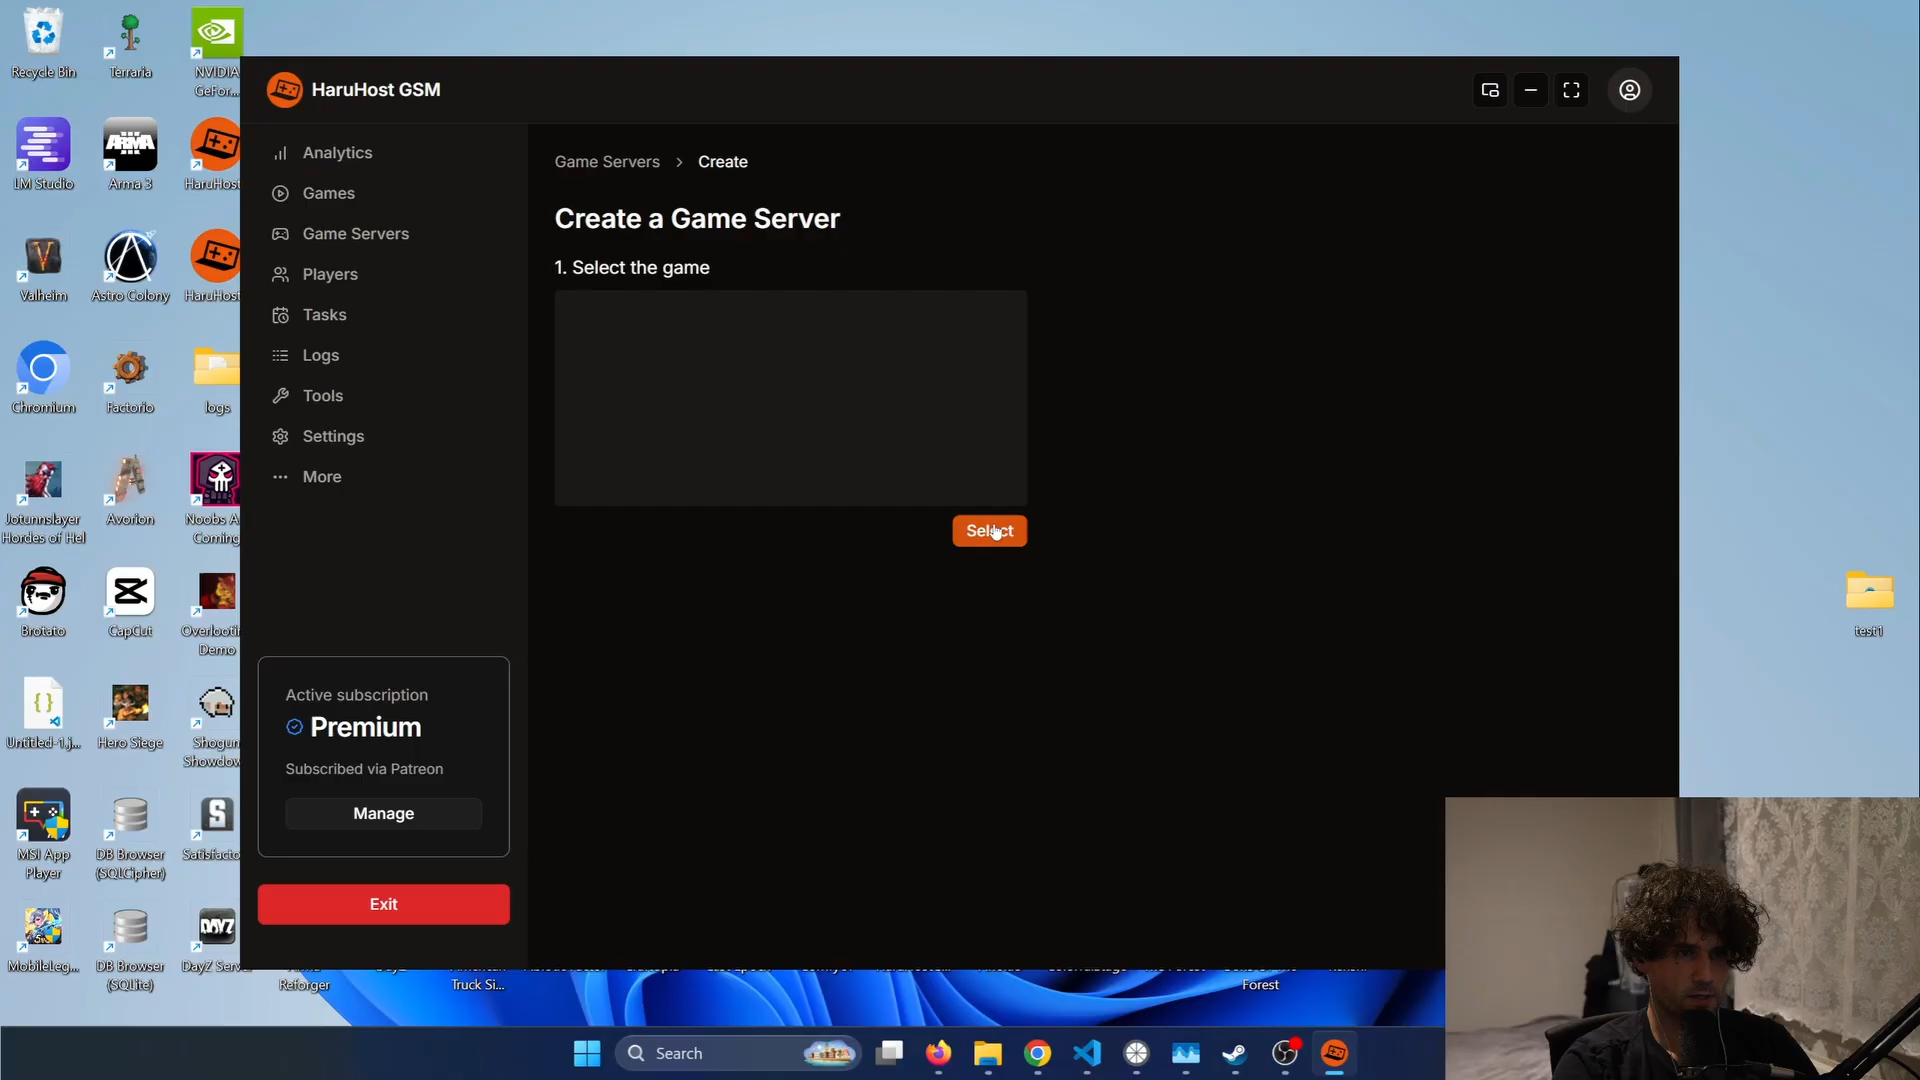 Recycle Bin
Terraria
NVIDIA
GeFor...
HaruHost GSM
LM Studio
Arma 3
HaruHost
Valheim
Astro Colony
HaruHost
Chromium
Factorio
logs
Jotunnslayer
Hordes of Hel
Avorion
Noobs A
Coming
Brotato
CapCut
Overlooti
Demo
Untitled-1.j...
Hero Siege
Shogun
Showdow
MSI App
Player
DB Browser
(SQLCipher)
Satisfacto
MobileLeg...
DB Browser
(SQLite)
DayZ Serv
Analytics
Games
Game Servers
Players
Tasks
Logs
Tools
Settings
More
Active subscription
Premium
Subscribed via Patreon
Manage
Exit
Game Servers > Create
Create a Game Server
1. Select the game
Select
test1
Reforger
Truck Si...
Forest
Search